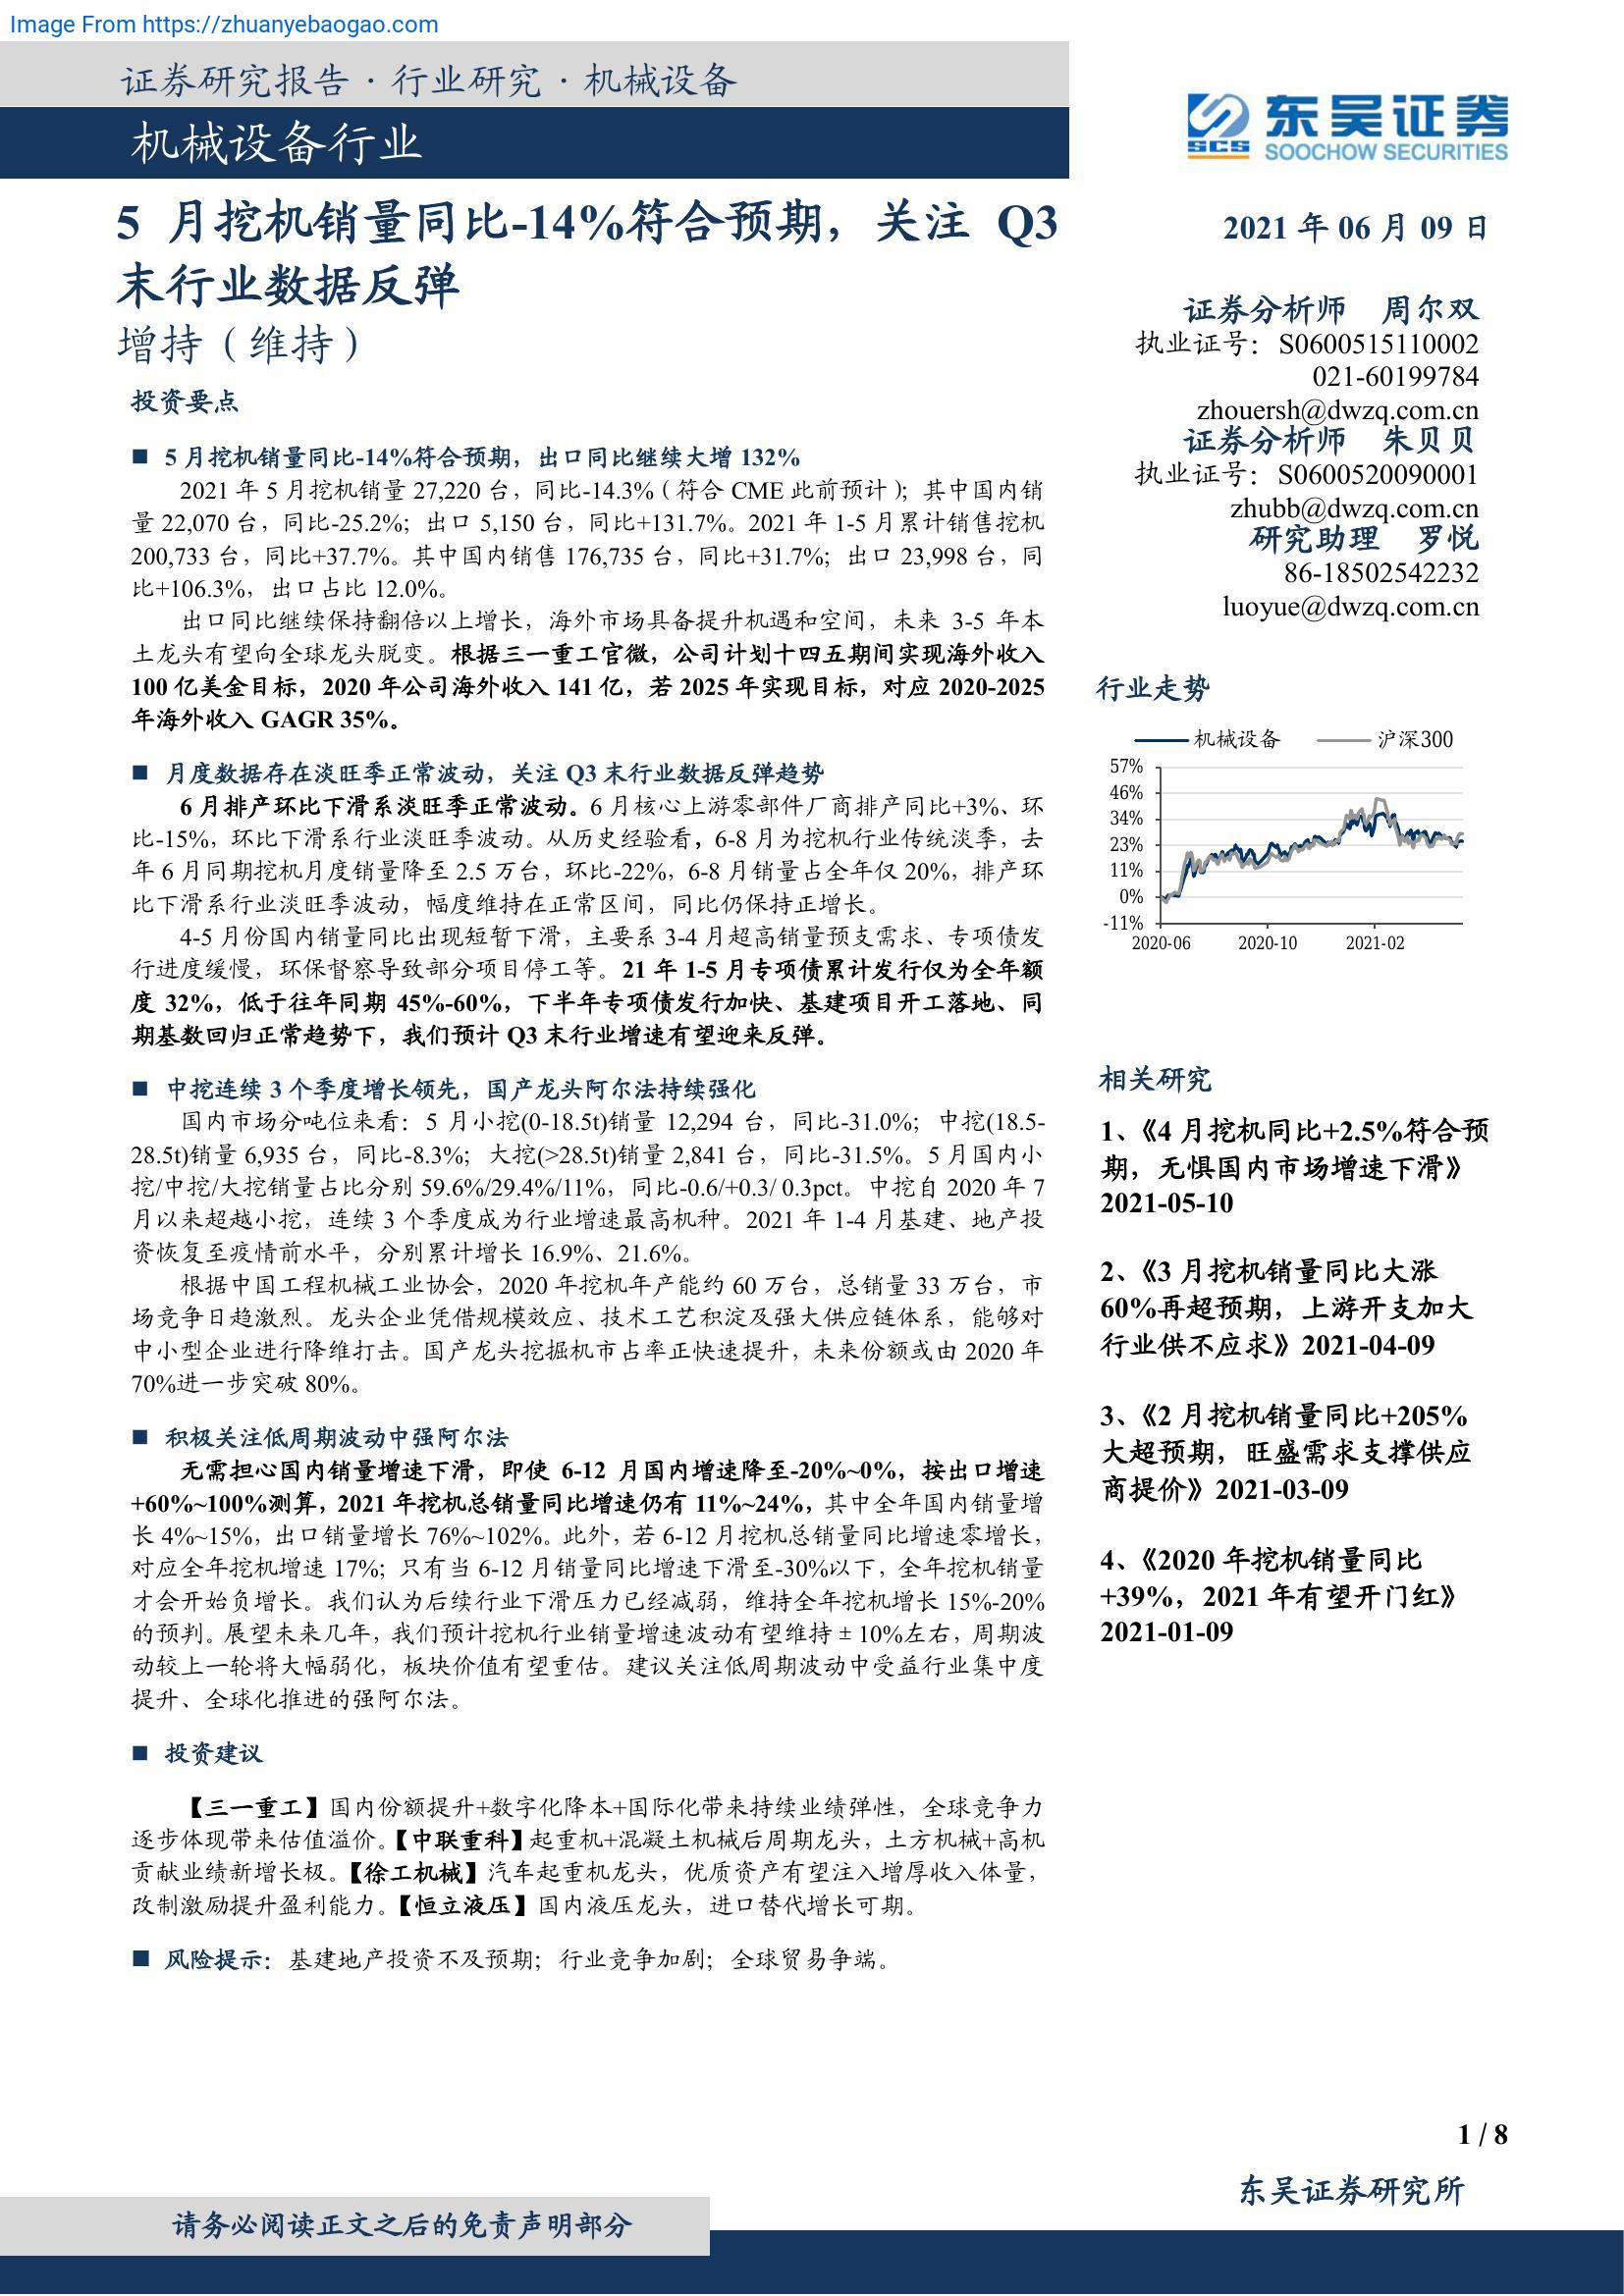 Image From https://zhuanyebaogao.com
证券研究报告·行业研究·机械设备
机械设备行业
东吴证券
SCS
SOOCHOW SECURITIES
5 月挖机销量同比-14%符合预期，关注 Q3
末行业数据反弹
增持（维持）
投资要点
■ 5 月挖机销量同比-14%符合预期，出口同比继续大增 132%
2021 年 5 月挖机销量 27,220 台，同比-14.3%（符合 CME 此前预计）；其中国内销
量 22,070 台，同比-25.2%；出口 5,150 台，同比+131.7%。2021 年 1-5 月累计销售挖机
200,733 台，同比+37.7%。其中国内销售 176,735 台，同比+31.7%；出口 23,998 台，同
比+106.3%，出口占比 12.0%。
出口同比继续保持翻倍以上增长，海外市场具备提升机遇和空间，未来 3-5 年本
土龙头有望向全球龙头脱变。根据三一重工官微，公司计划十四五期间实现海外收入
100 亿美金目标，2020 年公司海外收入 141 亿，若 2025 年实现目标，对应 2020-2025
年海外收入 GAGR 35%。
■ 月度数据存在淡旺季正常波动，关注 Q3 末行业数据反弹趋势
6 月排产环比下滑系淡旺季正常波动。6 月核心上游零部件厂商排产同比+3%、环
比-15%，环比下滑系行业淡旺季波动。从历史经验看，6-8 月为挖机行业传统淡季，去
年 6 月同期挖机月度销量降至 2.5 万台，环比-22%，6-8 月销量占全年仅 20%，排产环
比下滑系行业淡旺季波动，幅度维持在正常区间，同比仍保持正增长。
4-5 月份国内销量同比出现短暂下滑，主要系 3-4 月超高销量预支需求、专项债发
行进度缓慢，环保督察导致部分项目停工等。21 年 1-5 月专项债累计发行仅为全年额
度 32%，低于往年同期 45%-60%，下半年专项债发行加快、基建项目开工落地、同
期基数回归正常趋势下，我们预计 Q3 末行业增速有望迎来反弹。
■ 中挖连续 3 个季度增长领先，国产龙头阿尔法持续强化
国内市场分吨位来看：5 月小挖(0-18.5t)销量 12,294 台，同比-31.0%；中挖(18.5-
28.5t)销量 6,935 台，同比-8.3%；大挖(>28.5t)销量 2,841 台，同比-31.5%。5 月国内小
挖/中挖/大挖销量占比分别 59.6%/29.4%/11%，同比-0.6/+0.3/ 0.3pct。中挖自 2020 年 7
月以来超越小挖，连续 3 个季度成为行业增速最高机种。2021 年 1-4 月基建、地产投
资恢复至疫情前水平，分别累计增长 16.9%、21.6%。
根据中国工程机械工业协会，2020 年挖机年产能约 60 万台，总销量 33 万台，市
场竞争日趋激烈。龙头企业凭借规模效应、技术工艺积淀及强大供应链体系，能够对
中小型企业进行降维打击。国产龙头挖掘机市占率正快速提升，未来份额或由 2020 年
70%进一步突破 80%。
■ 积极关注低周期波动中强阿尔法
无需担心国内销量增速下滑，即使 6-12 月国内增速降至-20%~0%，按出口增速
+60%~100%测算，2021 年挖机总销量同比增速仍有 11%~24%，其中全年国内销量增
长 4%~15%，出口销量增长 76%~102%。此外，若 6-12 月挖机总销量同比增速零增长，
对应全年挖机增速 17%；只有当 6-12 月销量同比增速下滑至-30%以下，全年挖机销量
才会开始负增长。我们认为后续行业下滑压力已经减弱，维持全年挖机增长 15%-20%
的预判。展望未来几年，我们预计挖机行业销量增速波动有望维持±10%左右，周期波
动较上一轮将大幅弱化，板块价值有望重估。建议关注低周期波动中受益行业集中度
提升、全球化推进的强阿尔法。
■ 投资建议
【三一重工】国内份额提升+数字化降本+国际化带来持续业绩弹性，全球竞争力
逐步体现带来估值溢价。【中联重科】起重机+混凝土机械后周期龙头，土方机械+高机
贡献业绩新增长极。【徐工机械】汽车起重机龙头，优质资产有望注入增厚收入体量，
改制激励提升盈利能力。【恒立液压】国内液压龙头，进口替代增长可期。
■ 风险提示：基建地产投资不及预期；行业竞争加剧；全球贸易争端。
2021 年 06 月 09 日
证券分析师 周尔双
执业证号：S0600515110002
021-60199784
zhouersh@dwzq.com.cn
证券分析师 朱贝贝
执业证号：S0600520090001
zhubb@dwzq.com.cn
研究助理 罗悦
86-18502542232
luoyue@dwzq.com.cn
行业走势
机械设备 沪深300
57%
46%
34%
23%
11%
0%
-11%
2020-06 2020-10 2021-02
相关研究
1、《4 月挖机同比+2.5%符合预
期，无惧国内市场增速下滑》
2021-05-10
2、《3 月挖机销量同比大涨
60%再超预期，上游开支加大
行业供不应求》2021-04-09
3、《2 月挖机销量同比+205%
大超预期，旺盛需求支撑供应
商提价》2021-03-09
4、《2020 年挖机销量同比
+39%，2021 年有望开门红》
2021-01-09
1 / 8
东吴证券研究所
请务必阅读正文之后的免责声明部分